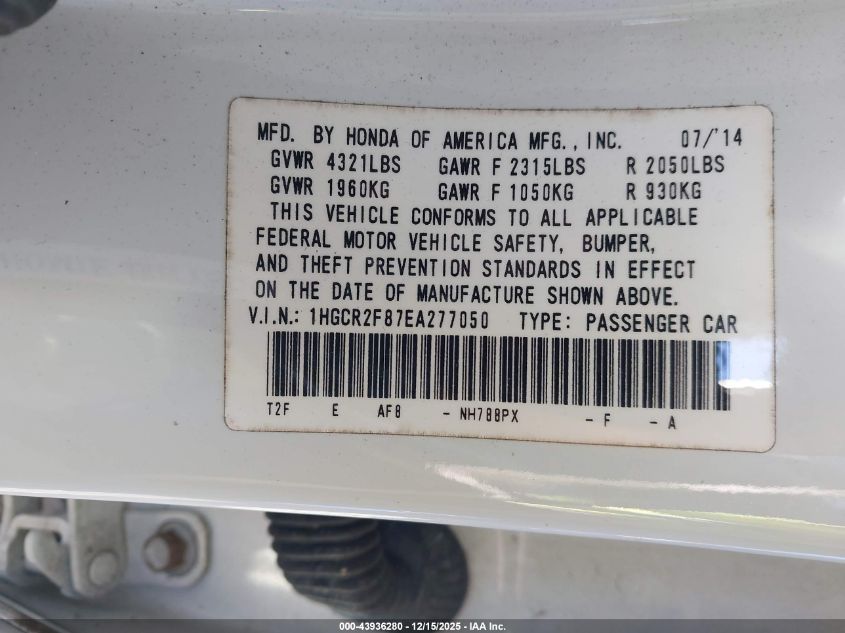 MFD. BY HONDA OF AMERICA MFG., INC. 07/'14
GVWR 4321LBS GAWR F 2315LBS R 2050LBS
GVWR 1960KG GAWR F 1050KG R 930KG
THIS VEHICLE CONFORMS TO ALL APPLICABLE
FEDERAL MOTOR VEHICLE SAFETY, BUMPER,
AND THEFT PREVENTION STANDARDS IN EFFECT
ON THE DATE OF MANUFACTURE SHOWN ABOVE.
V.I.N.: 1HGCR2F87EA277050 TYPE: PASSENGER CAR
T2F E AF8 - NH788PX - F - A
000-43936280 - 12/15/2025 - IAA Inc.